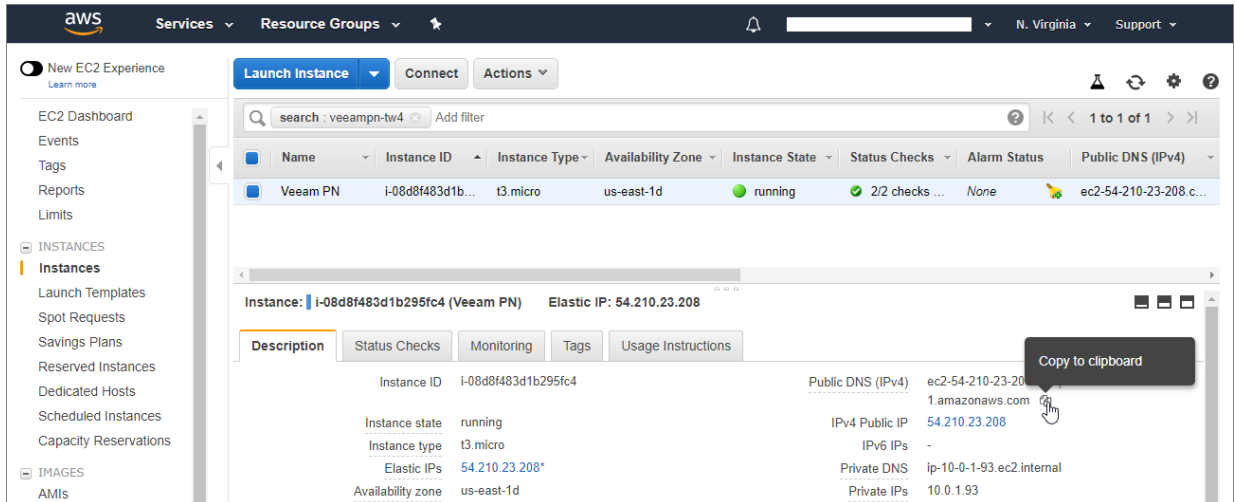 aws Services Resource Groups N. Virginia Support
New EC2 Experience
Learn more
Launch Instance Connect Actions
EC2 Dashboard
Events
Tags
Reports
Limits
INSTANCES
Instances
Launch Templates
Spot Requests
Savings Plans
Reserved Instances
Dedicated Hosts
Scheduled Instances
Capacity Reservations
IMAGES
AMIs
search : veeampn-tw4 Add filter 1 to 1 of 1
Name Instance ID Instance Type Availability Zone Instance State Status Checks Alarm Status Public DNS (IPv4)
Veeam PN i-08d8f483d1b... t3.micro us-east-1d running 2/2 checks ... None ec2-54-210-23-208.c...
Instance: i-08d8f483d1b295fc4 (Veeam PN) Elastic IP: 54.210.23.208
Description Status Checks Monitoring Tags Usage Instructions
Copy to clipboard
Instance ID i-08d8f483d1b295fc4
Instance state running
Instance type t3.micro
Elastic IPs 54.210.23.208*
Availability zone us-east-1d
Public DNS (IPv4) ec2-54-210-23-20
1.amazonaws.com
IPv4 Public IP 54.210.23.208
IPv6 IPs -
Private DNS ip-10-0-1-93.ec2.internal
Private IPs 10.0.1.93